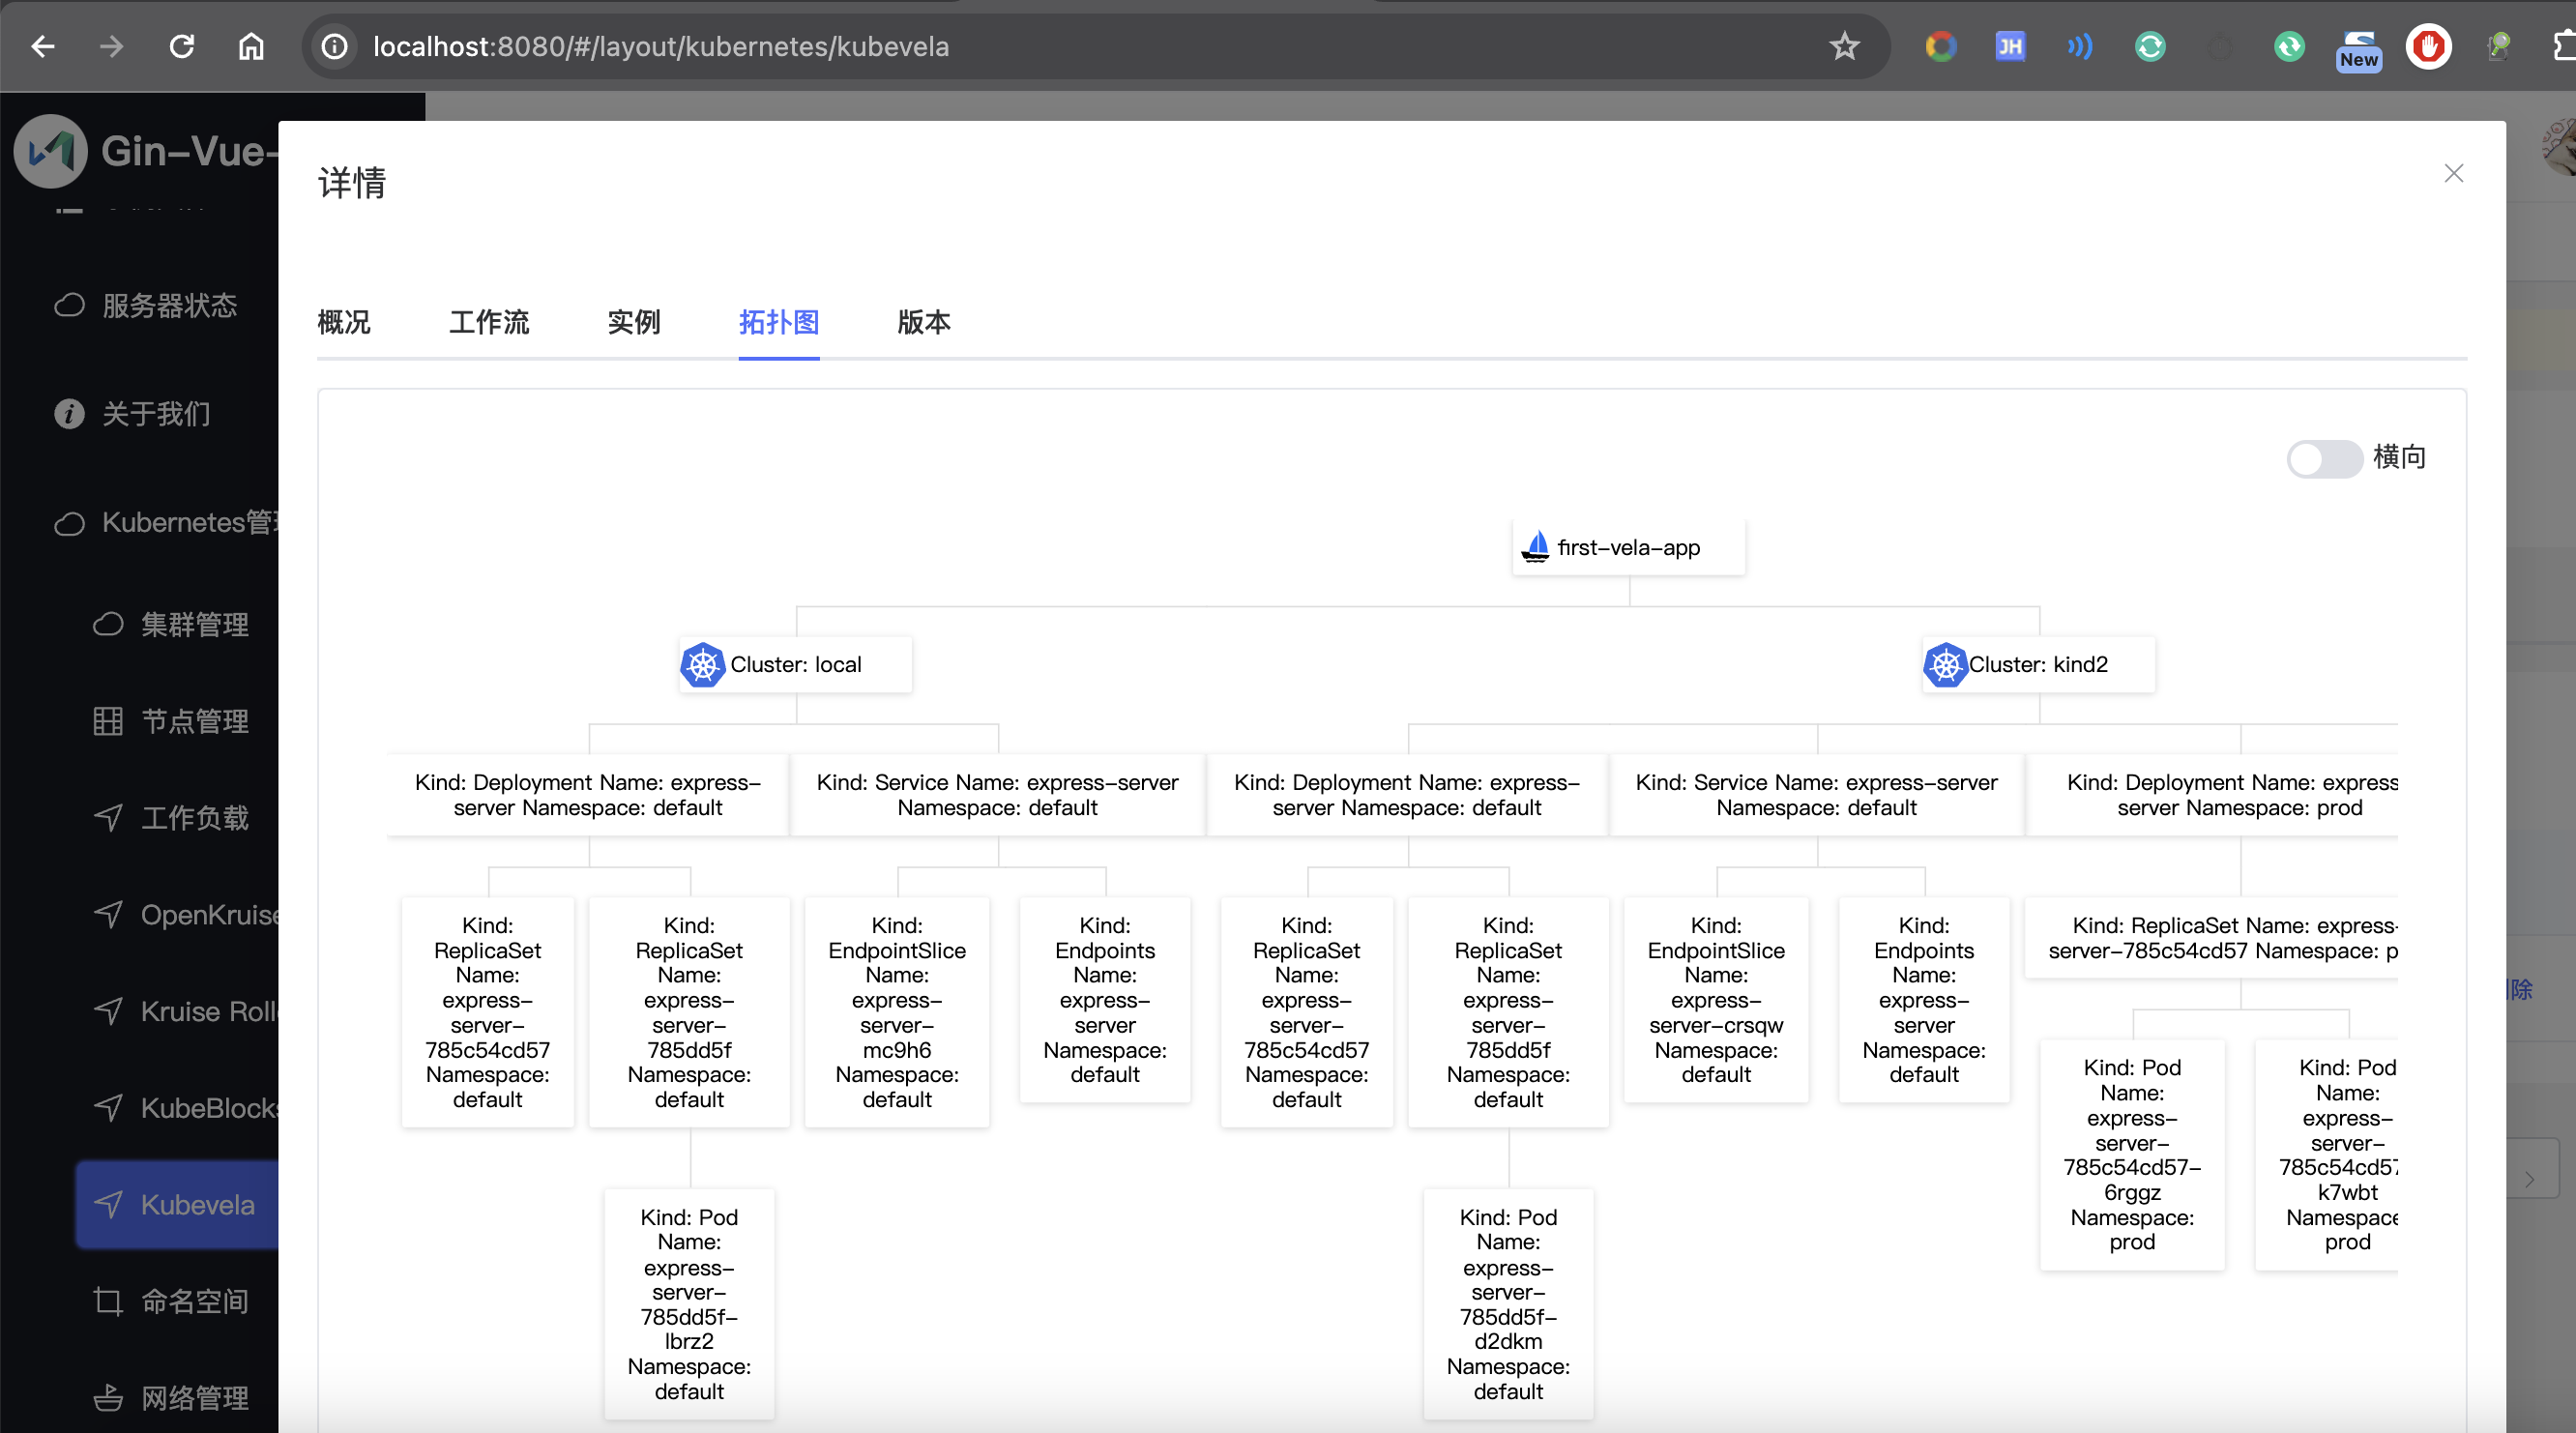 localhost:8080/#/layout/kubernetes/kubevela
JH
New
Gin-Vue-
详情
服务器状态
关于我们
Kubernetes管
集群管理
节点管理
工作负载
OpenKruise
Kruise Roll
KubeBlocks
Kubevela
命名空间
网络管理
概况
工作流
实例
拓扑图
版本
横向
first-vela-app
Cluster: local
Cluster: kind2
Kind: Deployment Name: express-
server Namespace: default
Kind: Service Name: express-server
Namespace: default
Kind: Deployment Name: express-
server Namespace: default
Kind: Service Name: express-server
Namespace: default
Kind: Deployment Name: express
server Namespace: prod
Kind:
ReplicaSet
Name:
express-
server-
785c54cd57
Namespace:
default
Kind:
ReplicaSet
Name:
express-
server-
785dd5f
Namespace:
default
Kind:
EndpointSlice
Name:
express-
server-
mc9h6
Namespace:
default
Kind:
Endpoints
Name:
express-
server
Namespace:
default
Kind:
ReplicaSet
Name:
express-
server-
785c54cd57
Namespace:
default
Kind:
ReplicaSet
Name:
express-
server-
785dd5f
Namespace:
default
Kind:
EndpointSlice
Name:
express-
server-crsqw
Namespace:
default
Kind:
Endpoints
Name:
express-
server
Namespace:
default
Kind: ReplicaSet Name: express-
server-785c54cd57 Namespace: p
Kind: Pod
Name:
express-
server-
785dd5f-
lbrz2
Namespace:
default
Kind: Pod
Name:
express-
server-
785dd5f-
d2dkm
Namespace:
default
Kind: Pod
Name:
express-
server-
785c54cd57-
6rggz
Namespace:
prod
Kind: Pod
Name:
express-
server-
785c54cd57
k7wbt
Namespace
prod
除